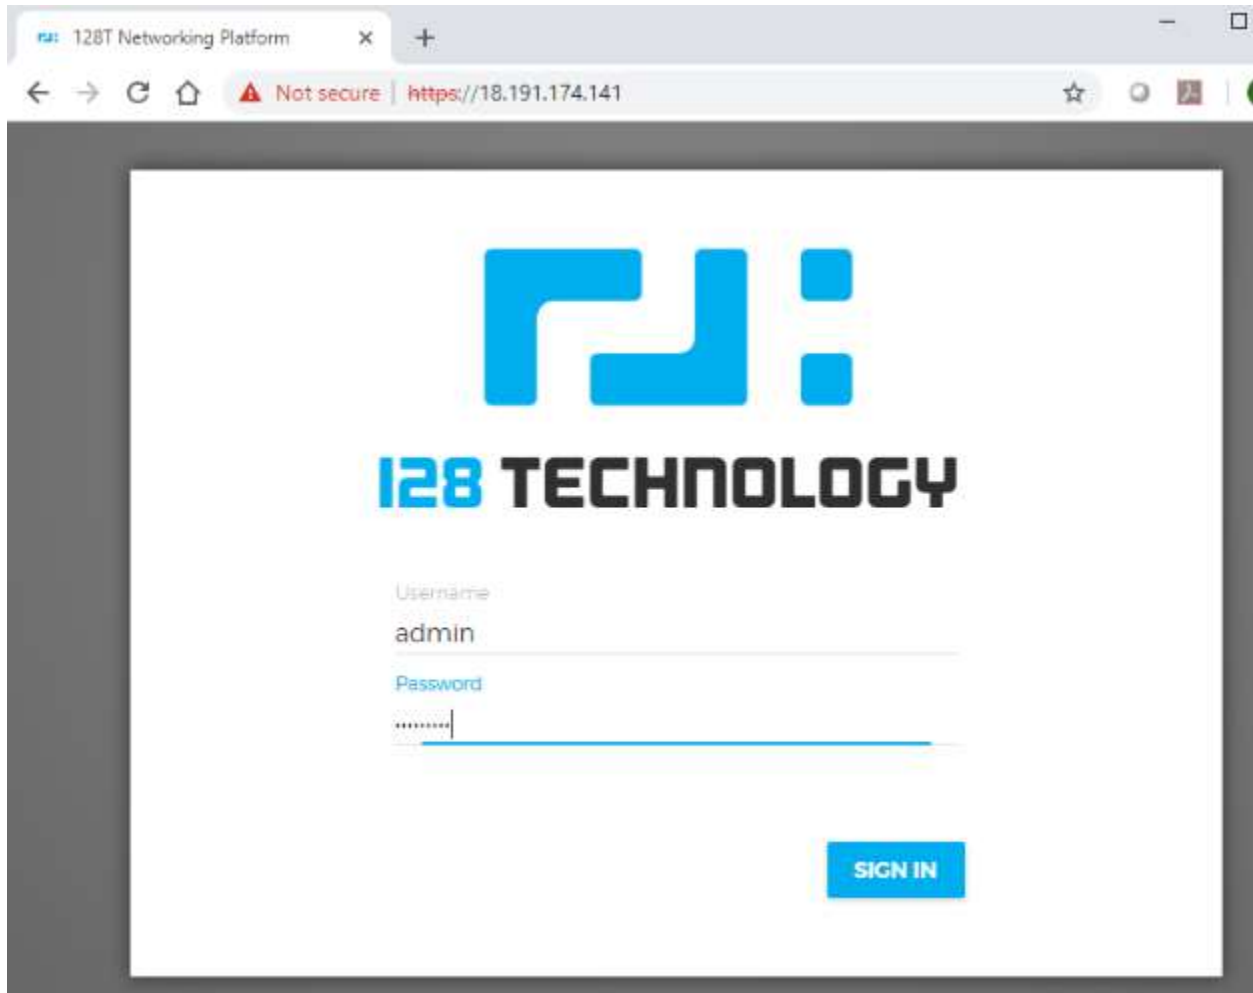 128T Networking Platform
Not secure | https://18.191.174.141
128 TECHNOLOGY
Username
admin
Password
•••••••••
SIGN IN